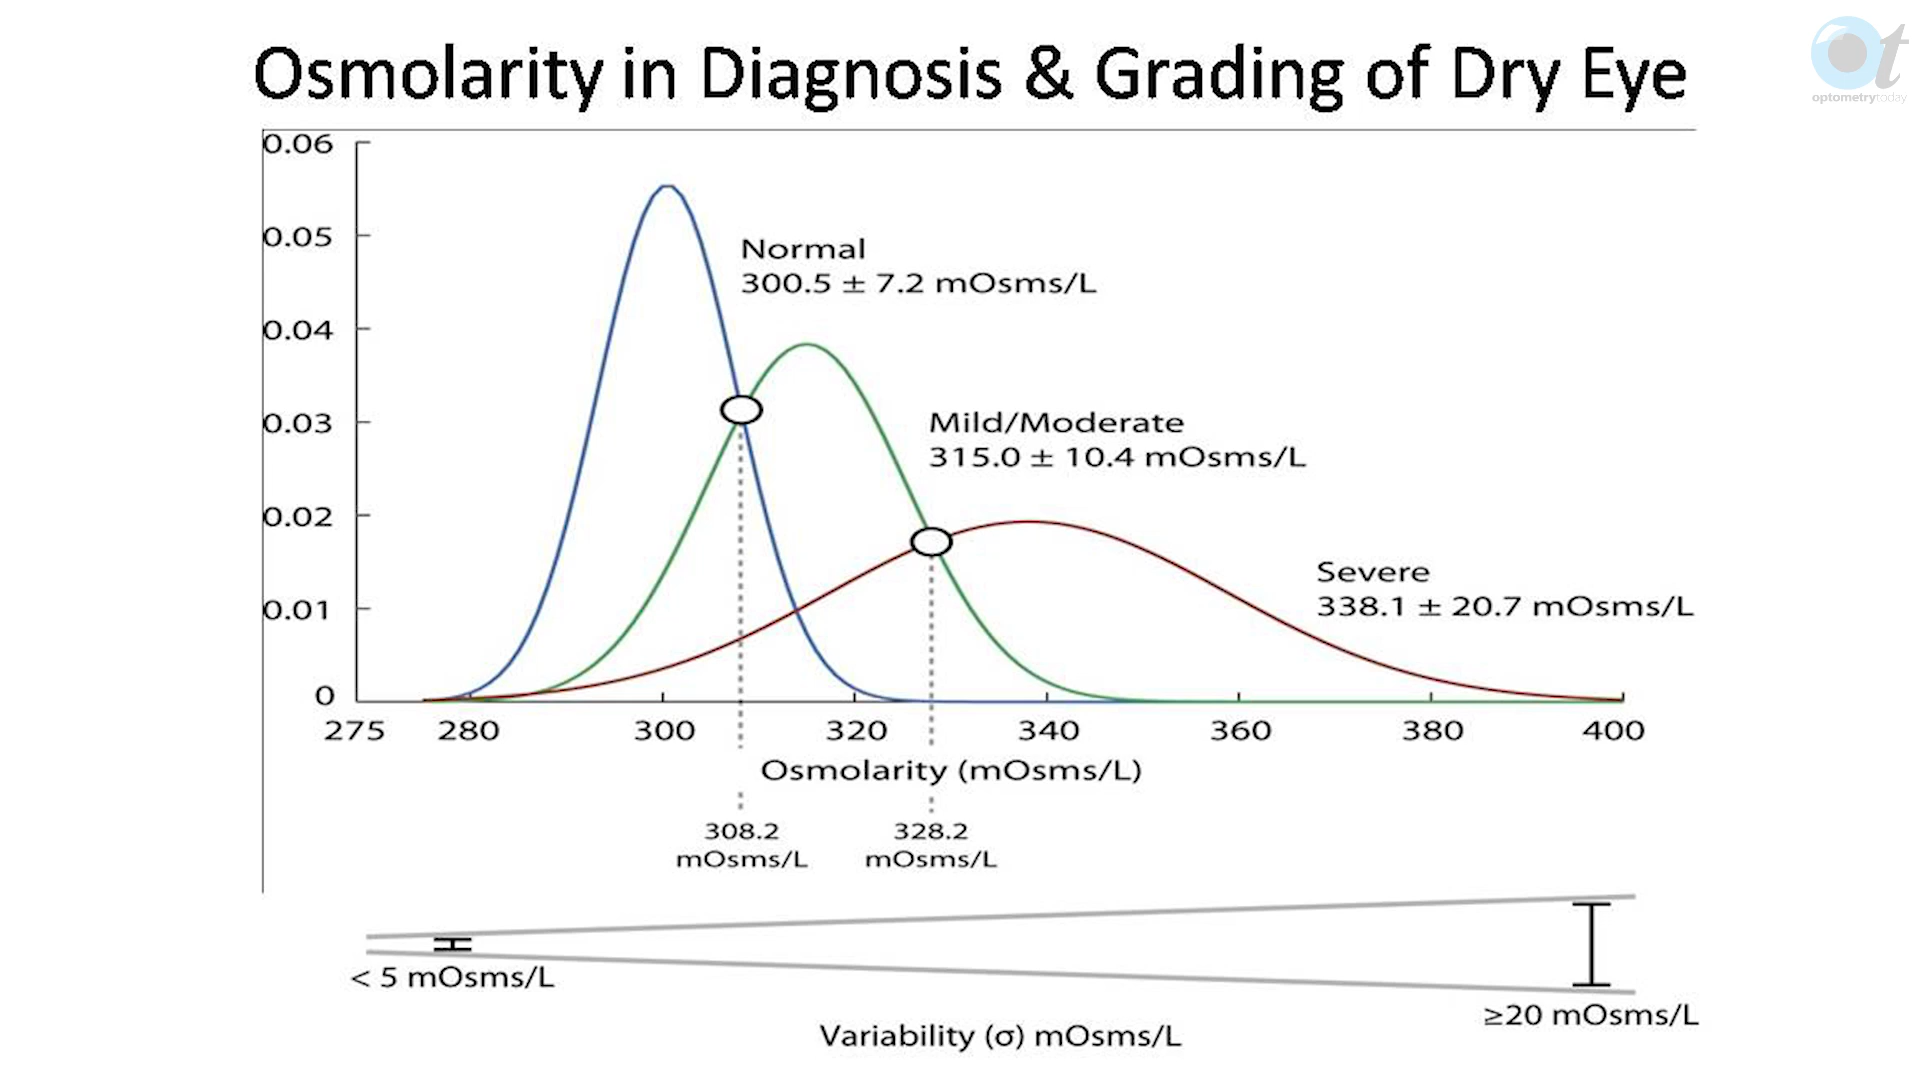 Osmolarity in Diagnosis & Grading of Dry Eye
optometrytoday
0.06
0.05
0.04
0.03
0.02
0.01
0
Normal
300.5 ± 7.2 mOsms/L
Mild/Moderate
315.0 ± 10.4 mOsms/L
Severe
338.1 ± 20.7 mOsms/L
275 280 300 320 340 360 380 400
Osmolarity (mOsms/L)
308.2 328.2
mOsms/L mOsms/L
< 5 mOsms/L
≥20 mOsms/L
Variability (σ) mOsms/L